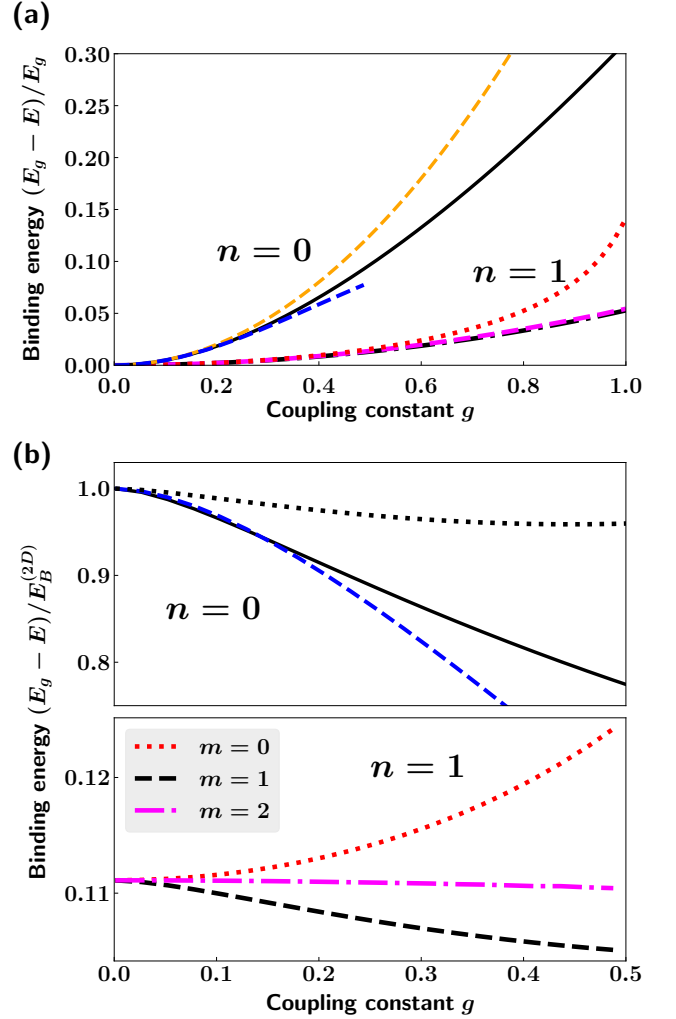 (a)
Binding energy (E_g − E)/E_g
0.30
0.25
0.20
0.15
0.10
0.05
0.00
n = 0
n = 1
0.0 0.2 0.4 0.6 0.8 1.0
Coupling constant g
(b)
Binding energy (E_g − E)/E_B^{(2D)}
1.0
0.9
0.8
n = 0
0.12
0.11
m = 0
m = 1
m = 2
n = 1
0.0 0.1 0.2 0.3 0.4 0.5
Coupling constant g